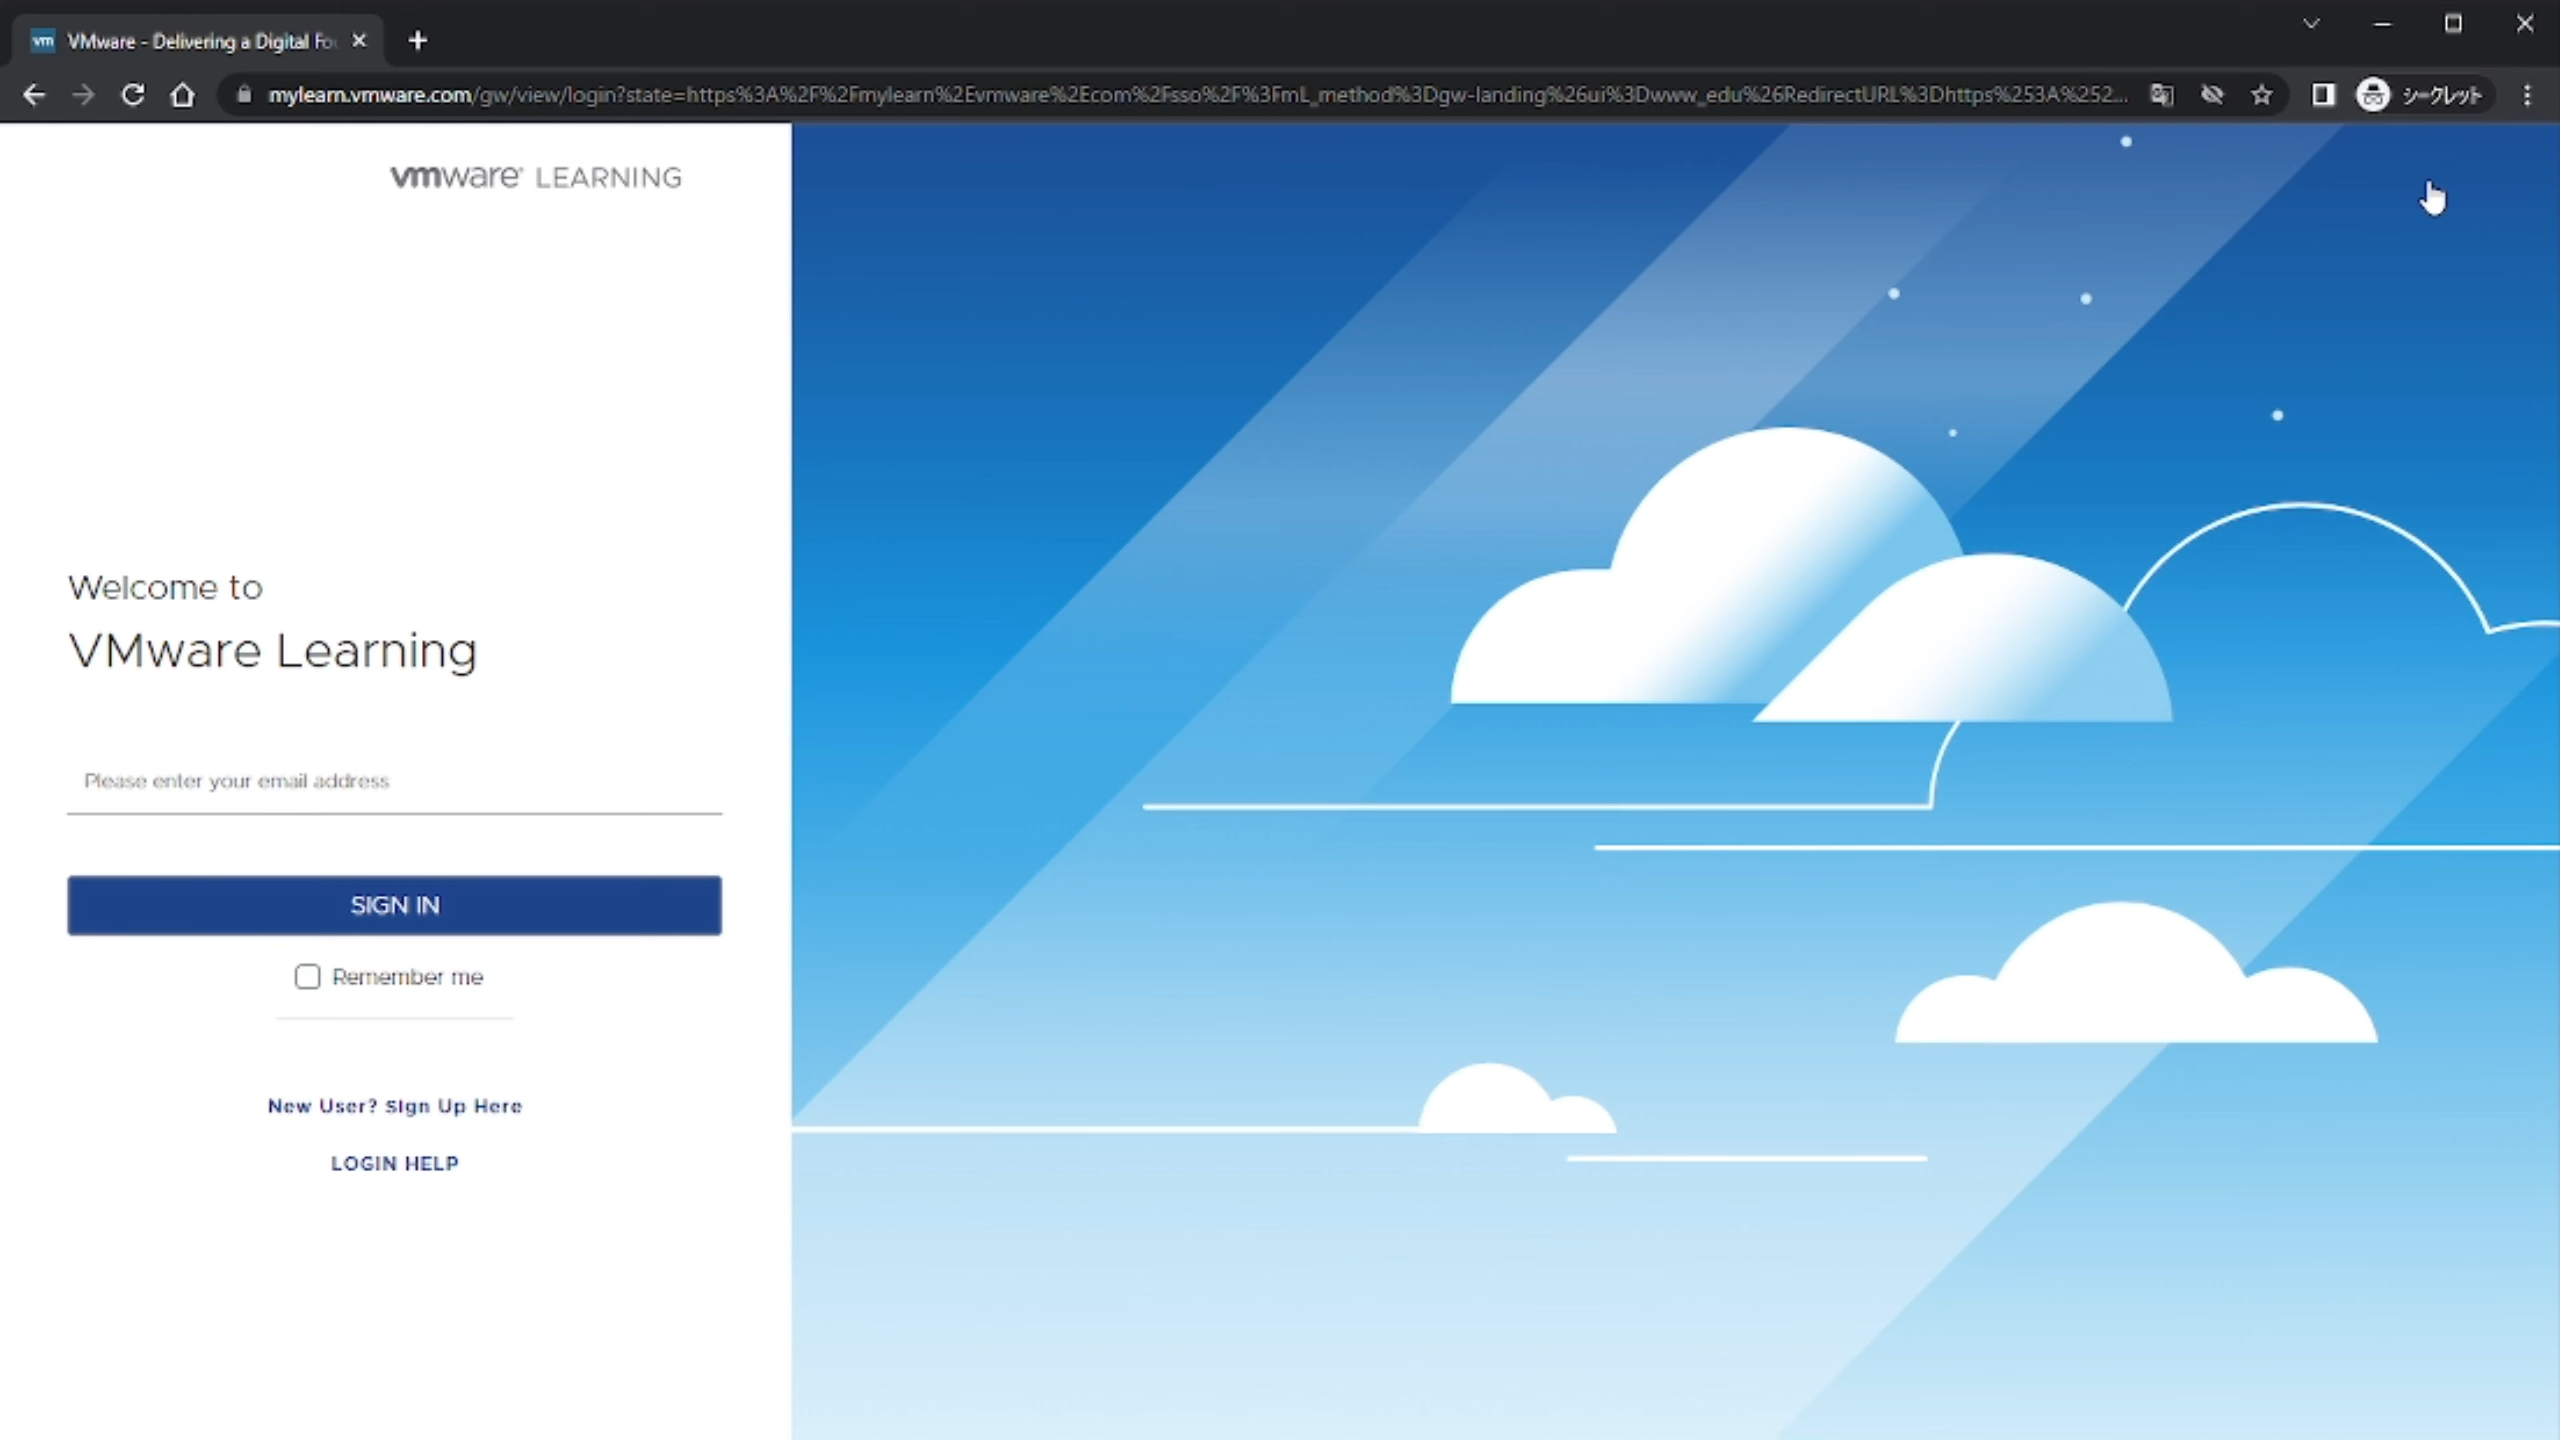 vm VMware - Delivering a Digital Fo
mylearn.vmware.com/gw/view/login?state=https%3A%2F%2Fmylearn%2Evmware%2Ecom%2Fsso%2F%3FmL_method%3Dgw-landing%26ui%3Dwww_edu%26RedirectURL%3Dhttps%253A%252... シークレット
vmware® LEARNING
Welcome to
VMware Learning
Please enter your email address
SIGN IN
Remember me
New User? Sign Up Here
LOGIN HELP